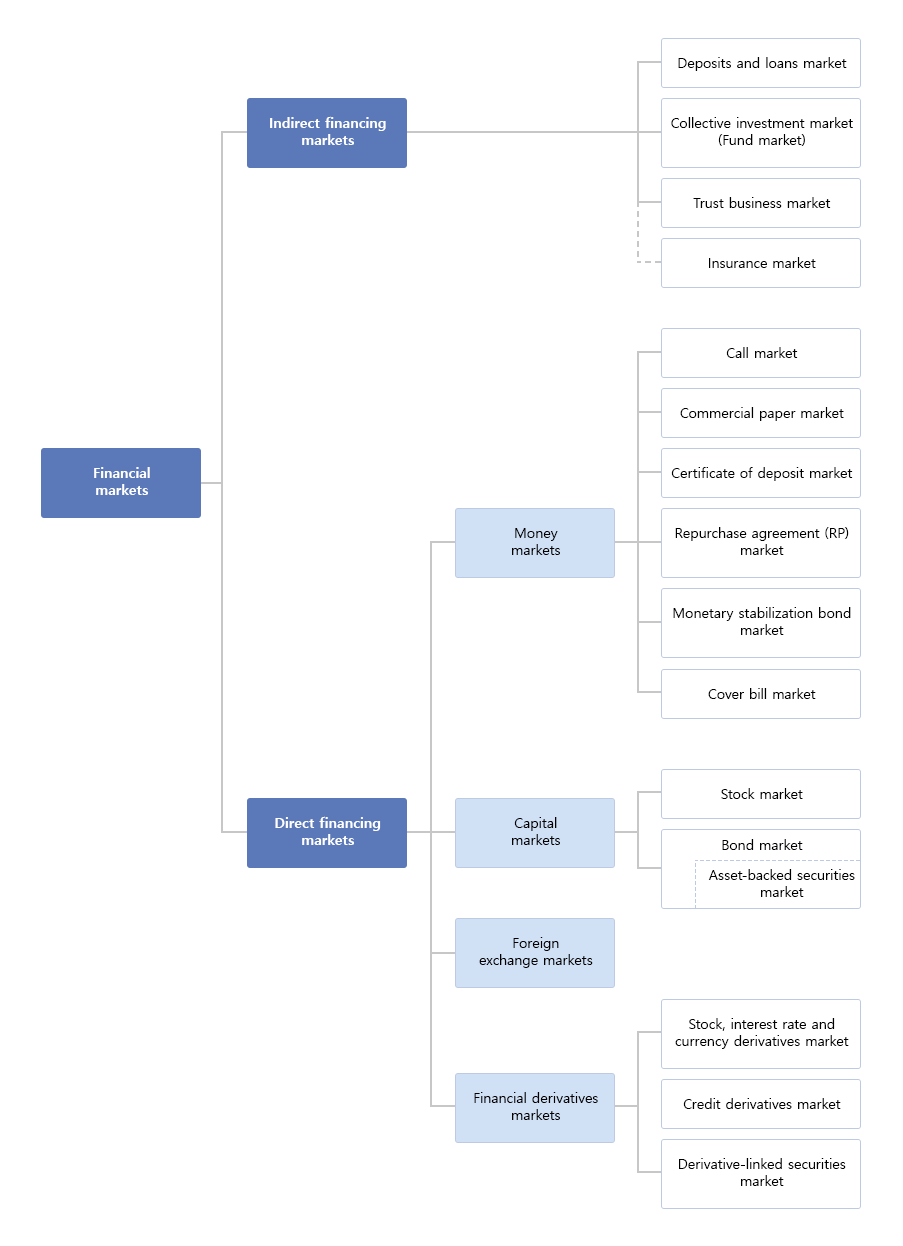 Financial
markets
Indirect financing
markets
Deposits and loans market
Collective investment market
(Fund market)
Trust business market
Insurance market
Direct financing
markets
Money
markets
Call market
Commercial paper market
Certificate of deposit market
Repurchase agreement (RP)
market
Monetary stabilization bond
market
Cover bill market
Capital
markets
Stock market
Bond market
Asset-backed securities
market
Foreign
exchange markets
Financial derivatives
markets
Stock, interest rate and
currency derivatives market
Credit derivatives market
Derivative-linked securities
market